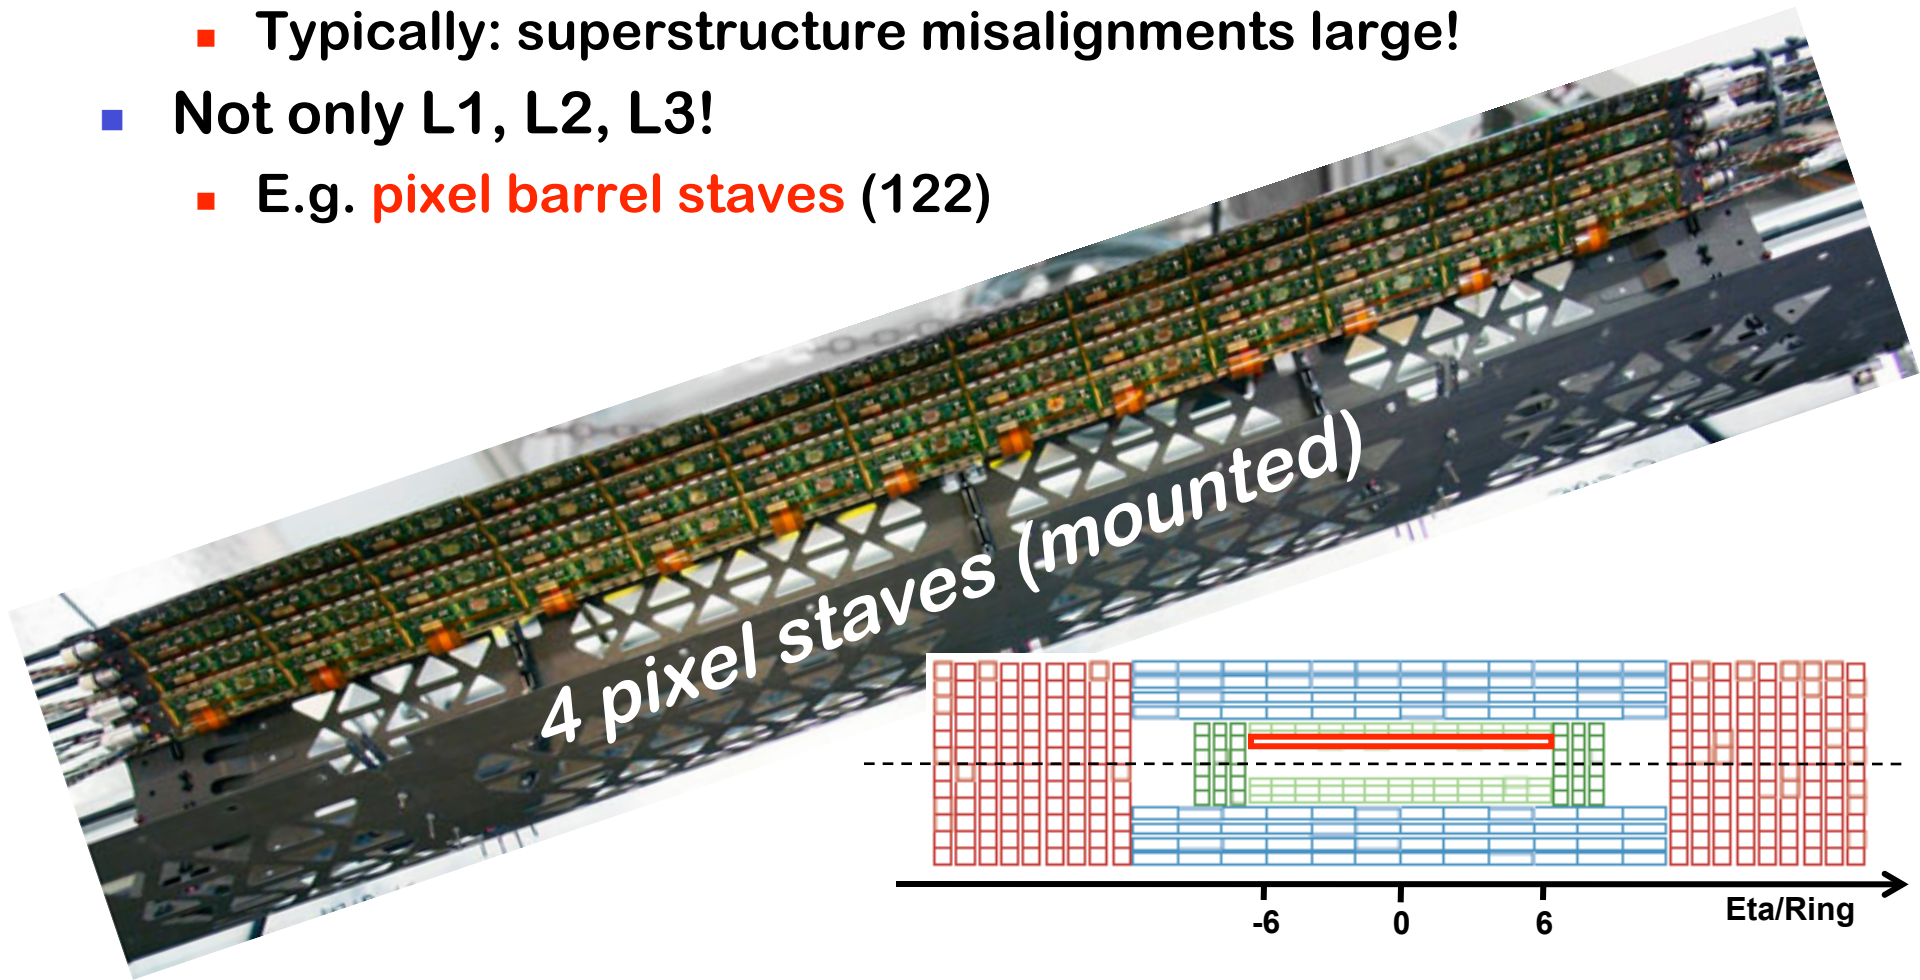 Typically: superstructure misalignments large!
Not only L1, L2, L3!
E.g. pixel barrel staves (122)
4 pixel staves (mounted)
-6 0 6 Eta/Ring